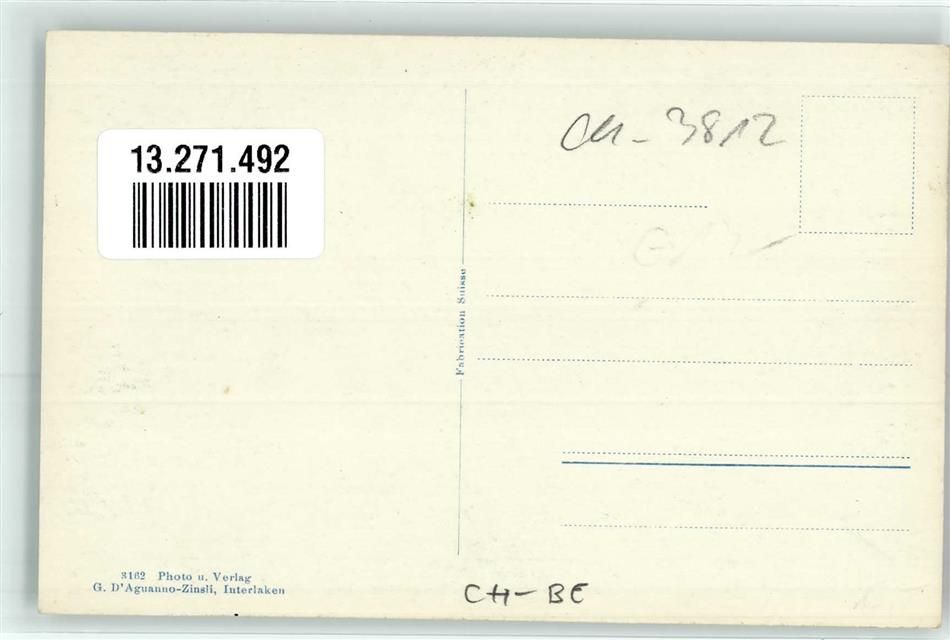 13.271.492
CH-3812
Fabrication Suisse
3162 Photo u. Verlag
G. D'Aguanno-Zinsli, Interlaken
CH-BE